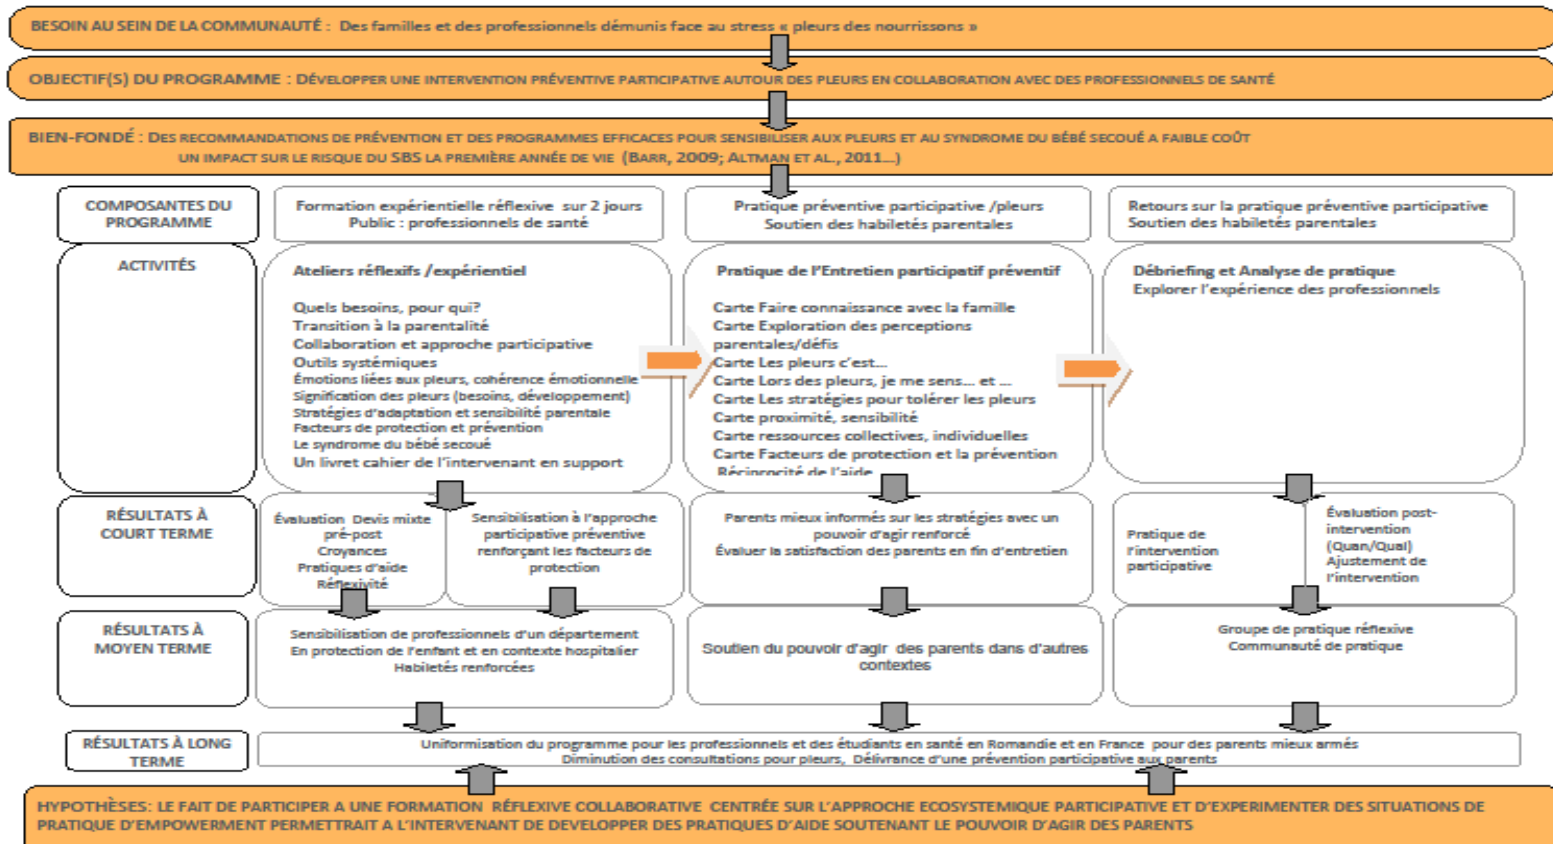 BESOIN AU SEIN DE LA COMMUNAUTÉ : Des familles et des professionnels démunis face au stress « pleurs des nourrissons »
OBJECTIF(S) DU PROGRAMME : DÉVELOPPER UNE INTERVENTION PRÉVENTIVE PARTICIPATIVE AUTOUR DES PLEURS EN COLLABORATION AVEC DES PROFESSIONNELS DE SANTÉ
BIEN-FONDÉ : DES RECOMMANDATIONS DE PRÉVENTION ET DES PROGRAMMES EFFICACES POUR SENSIBILISER AUX PLEURS ET AU SYNDROME DU BÉBÉ SECOUÉ A FAIBLE COÛT
UN IMPACT SUR LE RISQUE DU SBS LA PREMIÈRE ANNÉE DE VIE (BARR, 2009; ALTMAN ET AL., 2011...)
COMPOSANTES DU
PROGRAMME
Formation expérientielle réflexive sur 2 jours
Public : professionnels de santé
Pratique préventive participative /pleurs
Soutien des habiletés parentales
Retours sur la pratique préventive participative
Soutien des habiletés parentales
ACTIVITÉS
Ateliers réflexifs /expérientiel
Quels besoins, pour qui?
Transition à la parentalité
Collaboration et approche participative
Outils systémiques
Émotions liées aux pleurs, cohérence émotionnelle
Signification des pleurs (besoins, développement)
Stratégies d'adaptation et sensibilité parentale
Facteurs de protection et prévention
Le syndrome du bébé secoué
Un livret cahier de l'intervenant en support
Pratique de l'Entretien participatif préventif
Carte Faire connaissance avec la famille
Carte Exploration des perceptions
parentales/défis
Carte Les pleurs c'est...
Carte Lors des pleurs, je me sens... et ...
Carte Les stratégies pour tolérer les pleurs
Carte proximité, sensibilité
Carte ressources collectives, individuelles
Carte Facteurs de protection et la prévention
Réciprocité de l'aide
Débriefing et Analyse de pratique
Explorer l'expérience des professionnels
RÉSULTATS À
COURT TERME
Évaluation Devis mixte
pré-post
Croyances
Pratiques d'aide
Réflexivité
Sensibilisation à l'approche
participative préventive
renforçant les facteurs de
protection
Parents mieux informés sur les stratégies avec un
pouvoir d'agir renforcé
Évaluer la satisfaction des parents en fin d'entretien
Pratique de
l'intervention
participative
Évaluation post-
intervention
(Quan/Qual)
Ajustement de
l'intervention
RÉSULTATS À
MOYEN TERME
Sensibilisation de professionnels d'un département
En protection de l'enfant et en contexte hospitalier
Habiletés renforcées
Soutien du pouvoir d'agir des parents dans d'autres
contextes
Groupe de pratique réflexive
Communauté de pratique
RÉSULTATS À LONG
TERME
Uniformisation du programme pour les professionnels et des étudiants en santé en Romandie et en France pour des parents mieux armés
Diminution des consultations pour pleurs, Délivrance d'une prévention participative aux parents
HYPOTHÈSES: LE FAIT DE PARTICIPER A UNE FORMATION RÉFLEXIVE COLLABORATIVE CENTRÉE SUR L'APPROCHE ECOSYSTEMIQUE PARTICIPATIVE ET D'EXPERIMENTER DES SITUATIONS DE
PRATIQUE D'EMPOWERMENT PERMETTRAIT A L'INTERVENANT DE DEVELOPPER DES PRATIQUES D'AIDE SOUTENANT LE POUVOIR D'AGIR DES PARENTS